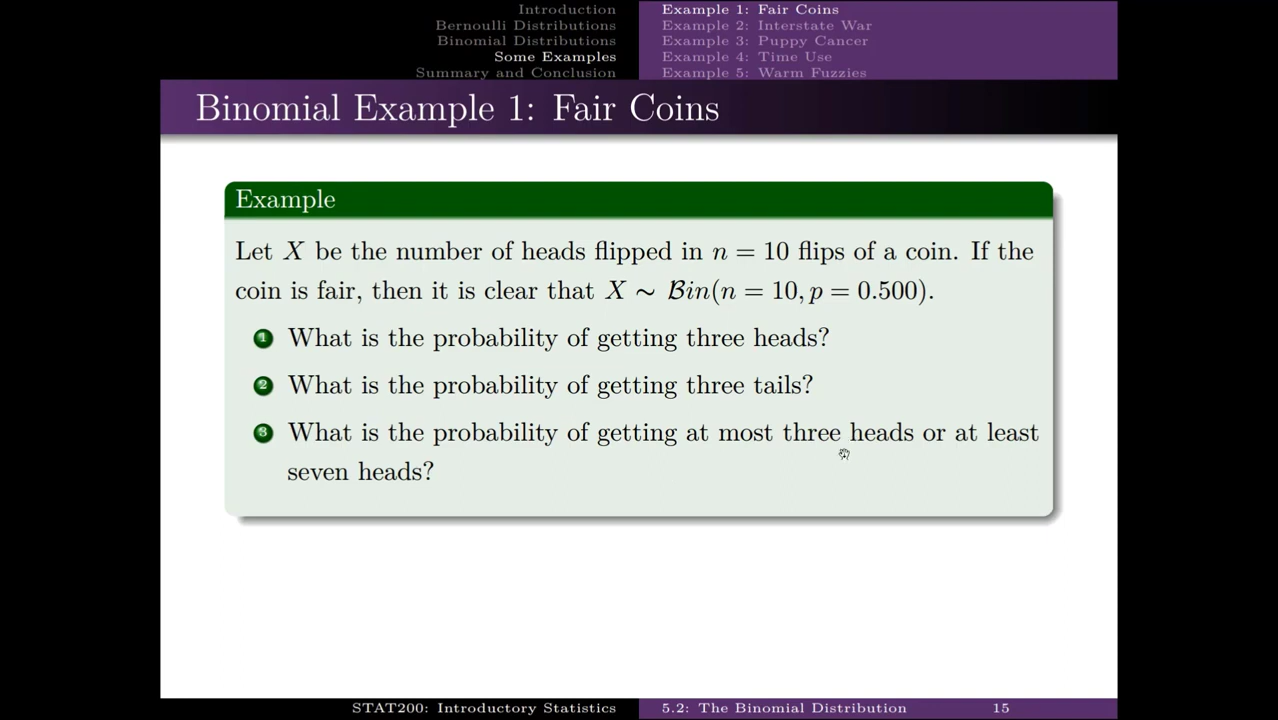 Introduction
Bernoulli Distributions
Binomial Distributions
Some Examples
Summary and Conclusion
Example 1: Fair Coins
Example 2: Interstate War
Example 3: Puppy Cancer
Example 4: Time Use
Example 5: Warm Fuzzies
Binomial Example 1: Fair Coins
Example
Let X be the number of heads flipped in n = 10 flips of a coin. If the
coin is fair, then it is clear that X ∼ Bin(n = 10, p = 0.500).
1 What is the probability of getting three heads?
2 What is the probability of getting three tails?
3 What is the probability of getting at most three heads or at least
seven heads?
STAT200: Introductory Statistics
5.2: The Binomial Distribution
15